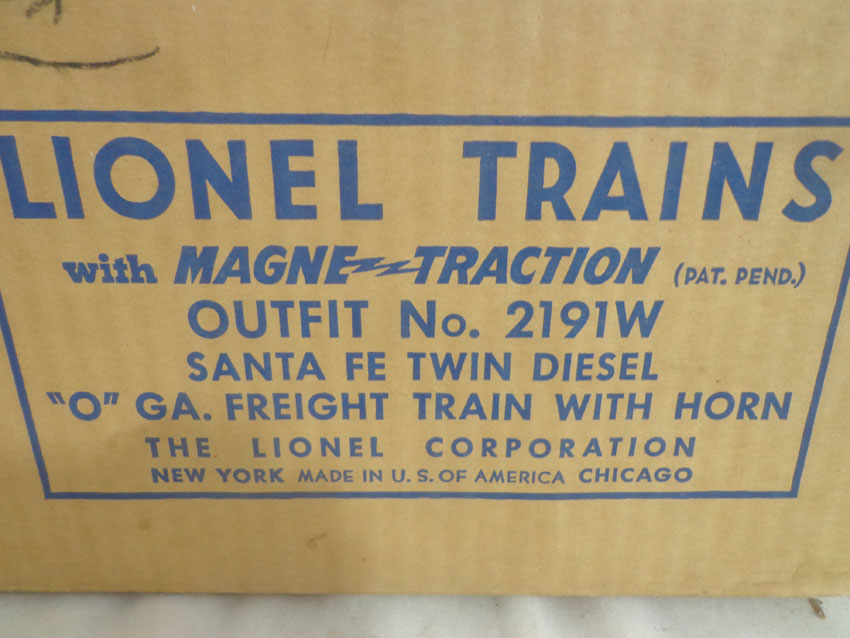 LIONEL TRAINS
with MAGNE-TRACTION (PAT. PEND.)
OUTFIT No. 2191W
SANTA FE TWIN DIESEL
"O" GA. FREIGHT TRAIN WITH HORN
THE LIONEL CORPORATION
NEW YORK MADE IN U.S. OF AMERICA CHICAGO